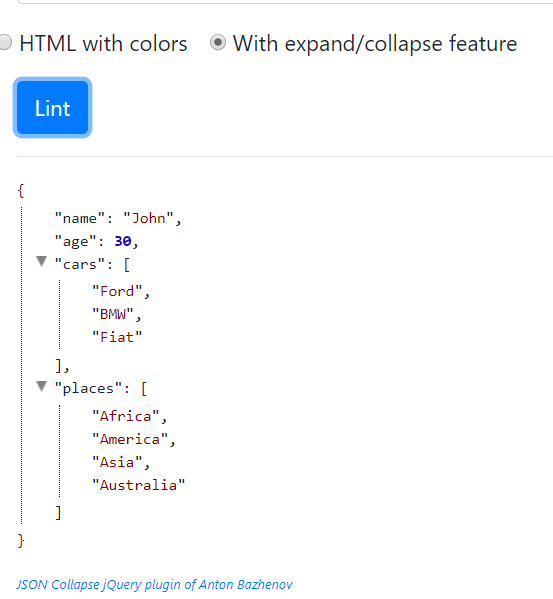 HTML with colors With expand/collapse feature
Lint
{
"name": "John",
"age": 30,
"cars": [
"Ford",
"BMW",
"Fiat"
],
"places": [
"Africa",
"America",
"Asia",
"Australia"
]
}
JSON Collapse jQuery plugin of Anton Bazhenov